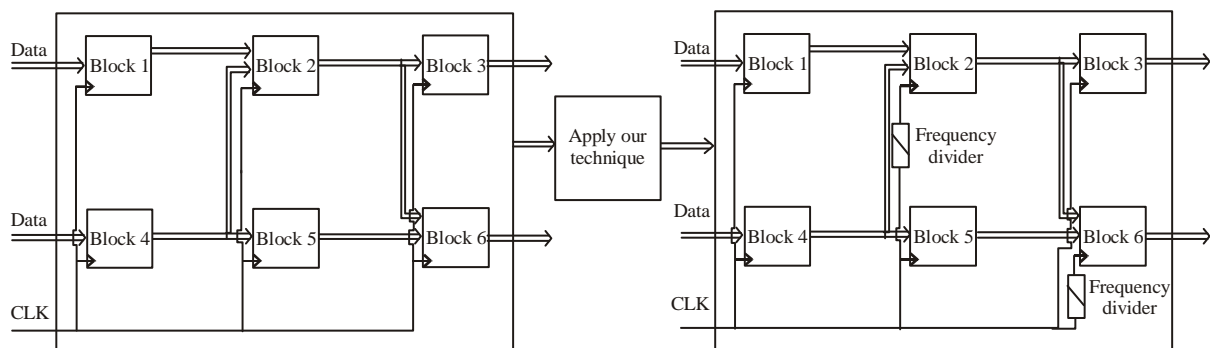 Data
Block 1
Block 2
Block 3
Data
Block 4
Block 5
Block 6
CLK
Apply our
technique
Data
Block 1
Block 2
Block 3
Frequency
divider
Data
Block 4
Block 5
Block 6
CLK
Frequency
divider